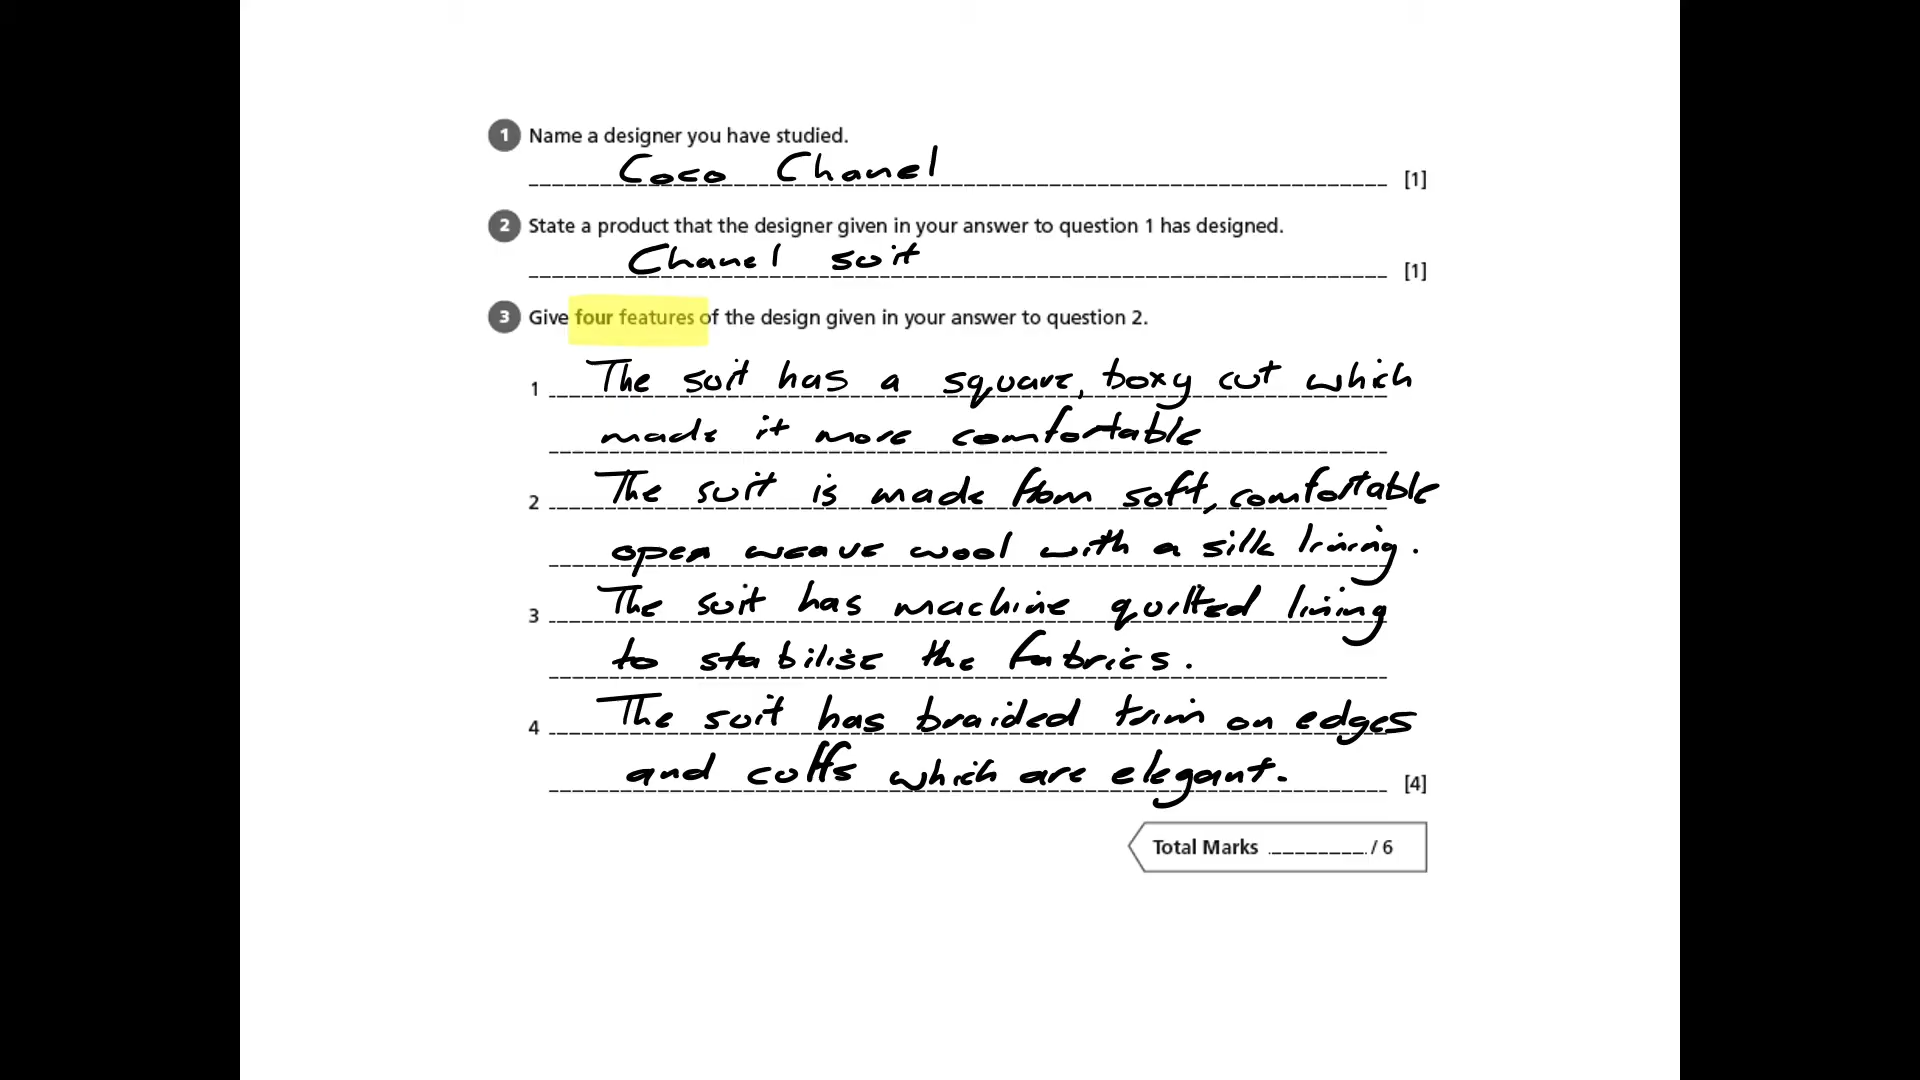 1 Name a designer you have studied.
Coco Chanel [1]
2 State a product that the designer given in your answer to question 1 has designed.
Chanel suit [1]
3 Give four features of the design given in your answer to question 2.
1 The suit has a square, boxy cut which
made it more comfortable
2 The suit is made from soft, comfortable
open weave wool with a silk lining.
3 The suit has machine quilted lining
to stabilise the fabrics.
4 The suit has braided trim on edges
and cuffs which are elegant. [4]
Total Marks / 6